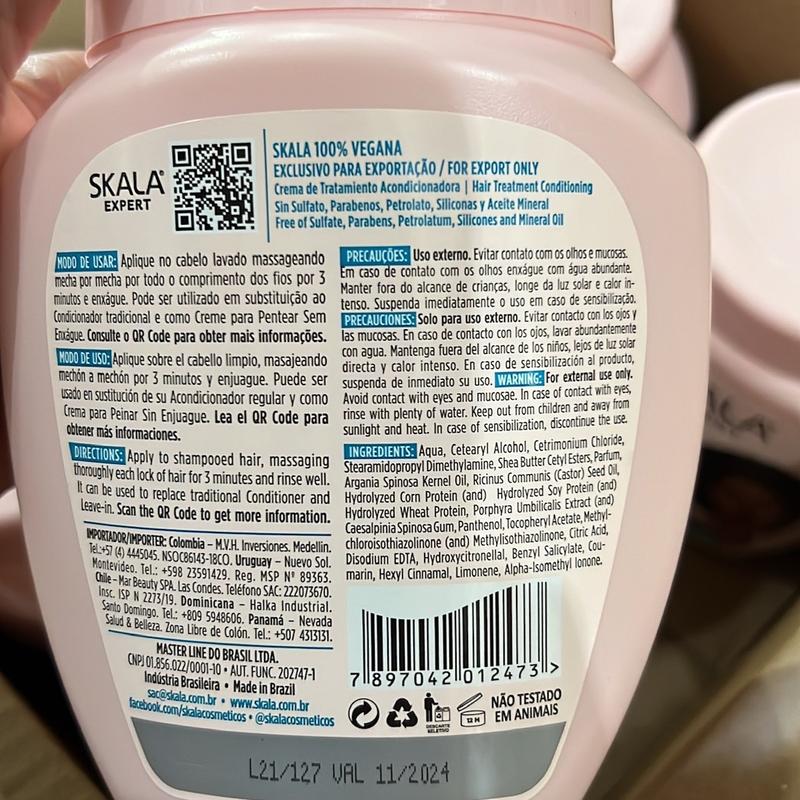 SKALA®
EXPERT
SKALA 100% VEGANA
EXCLUSIVO PARA EXPORTAÇÃO / FOR EXPORT ONLY
Crema de Tratamiento Acondicionadora | Hair Treatment Conditioning
Sin Sulfato, Parabenos, Petrolato, Siliconas y Aceite Mineral
Free of Sulfate, Parabens, Petrolatum, Silicones and Mineral Oil
MODO DE USAR: Aplique no cabelo lavado massageando
mecha por mecha por todo o comprimento dos fios por 3
minutos e enxágue. Pode ser utilizado em substituição ao
Condicionador tradicional e como Creme para Pentear Sem
Enxágue. Consulte o QR Code para obter mais informações.
MODO DE USO: Aplique sobre el cabello limpio, masajeando
mechón a mechón por 3 minutos y enjuague. Puede ser
usado en sustitución de su Acondicionador regular y como
Crema para Peinar Sin Enjuague. Lea el QR Code para
obtener más informaciones.
DIRECTIONS: Apply to shampooed hair, massaging
thoroughly each lock of hair for 3 minutes and rinse well.
It can be used to replace traditional Conditioner and
Leave-in. Scan the QR Code to get more information.
IMPORTADOR/IMPORTER: Colombia – M.V.H. Inversiones. Medellin.
Tel.:+57 (4) 4445045. NSOC86143-18CO. Uruguay – Nuevo Sol.
Montevideo. Tel.: +598 23591429. Reg. MSP Nº 89363.
Chile – Mar Beauty SPA. Las Condes. Teléfono SAC: 222073670.
Insc. ISP N 2273/19. Dominicana – Halka Industrial.
Santo Domingo. Tel.: +809 5948606. Panamá – Nevada
Salud & Belleza. Zona Libre de Colón. Tel.: +507 4313131.
MASTER LINE DO BRASIL LTDA.
CNPJ 01.856.022/0001-10 • AUT. FUNC. 202747-1
Indústria Brasileira • Made in Brazil
sac@skala.com.br • www.skala.com.br
facebook.com/skalacosmeticos • @skalacosmeticos
PRECAUÇÕES: Uso externo. Evitar contato com os olhos e mucosas.
Em caso de contato com os olhos enxágue com água abundante.
Manter fora do alcance de crianças, longe da luz solar e calor in-
tenso. Suspenda imediatamente o uso em caso de sensibilização.
PRECAUCIONES: Solo para uso externo. Evitar contacto con los ojos y
las mucosas. En caso de contacto con los ojos, lavar abundantemente
con agua. Mantenga fuera del alcance de los niños, lejos de luz solar
directa y calor intenso. En caso de sensibilización al producto,
suspenda de inmediato su uso. WARNING: For external use only.
Avoid contact with eyes and mucosae. In case of contact with eyes,
rinse with plenty of water. Keep out from children and away from
sunlight and heat. In case of sensibilization, discontinue the use.
INGREDIENTS: Aqua, Cetearyl Alcohol, Cetrimonium Chloride,
Stearamidopropyl Dimethylamine, Shea Butter Cetyl Esters, Parfum,
Argania Spinosa Kernel Oil, Ricinus Communis (Castor) Seed Oil,
Hydrolyzed Corn Protein (and) Hydrolyzed Soy Protein (and)
Hydrolyzed Wheat Protein, Porphyra Umbilicalis Extract (and)
Caesalpinia Spinosa Gum, Panthenol, Tocopheryl Acetate, Methyl-
chloroisothiazolinone (and) Methylisothiazolinone, Citric Acid,
Disodium EDTA, Hydroxycitronellal, Benzyl Salicylate, Cou-
marin, Hexyl Cinnamal, Limonene, Alpha-Isomethyl Ionone.
7 897042 012473 >
DESCARTE
SELETIVO
12 M
NÃO TESTADO
EM ANIMAIS
L21/127 VAL 11/2024